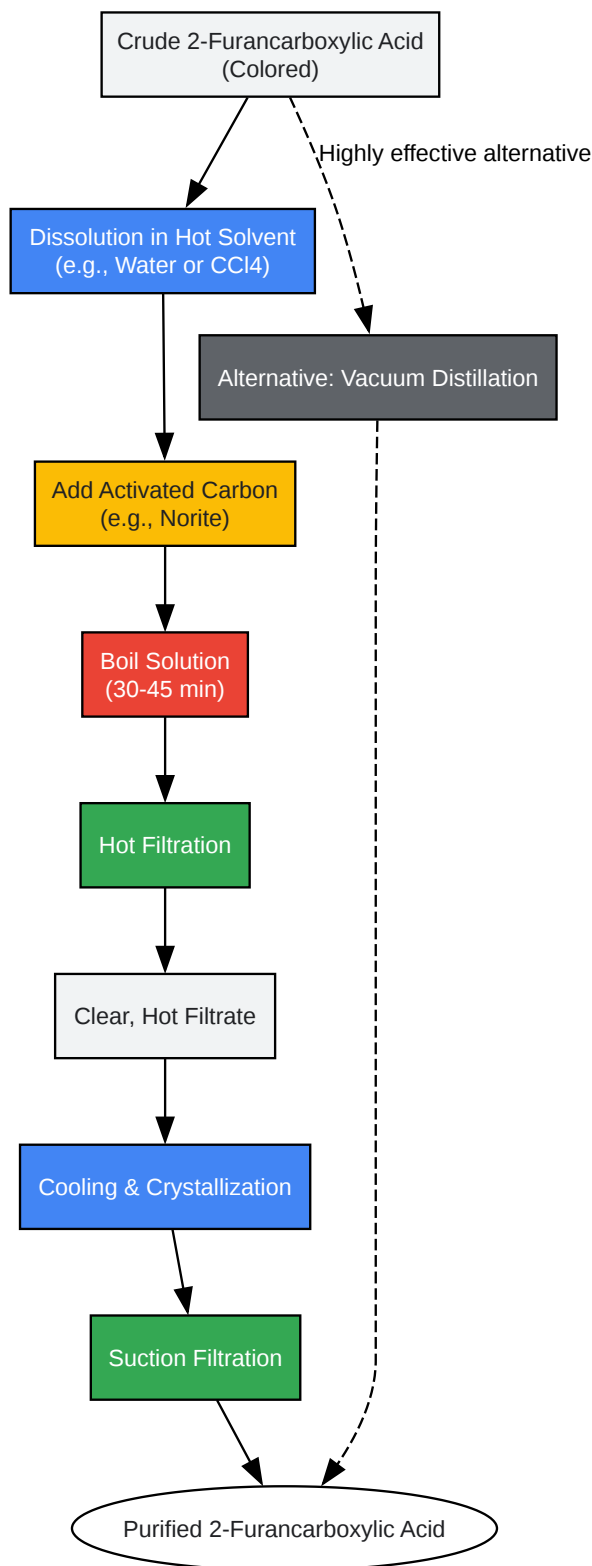 Crude 2-Furancarboxylic Acid
(Colored)
Highly effective alternative
Dissolution in Hot Solvent
(e.g., Water or CCl4)
Alternative: Vacuum Distillation
Add Activated Carbon
(e.g., Norite)
Boil Solution
(30-45 min)
Hot Filtration
Clear, Hot Filtrate
Cooling & Crystallization
Suction Filtration
Purified 2-Furancarboxylic Acid